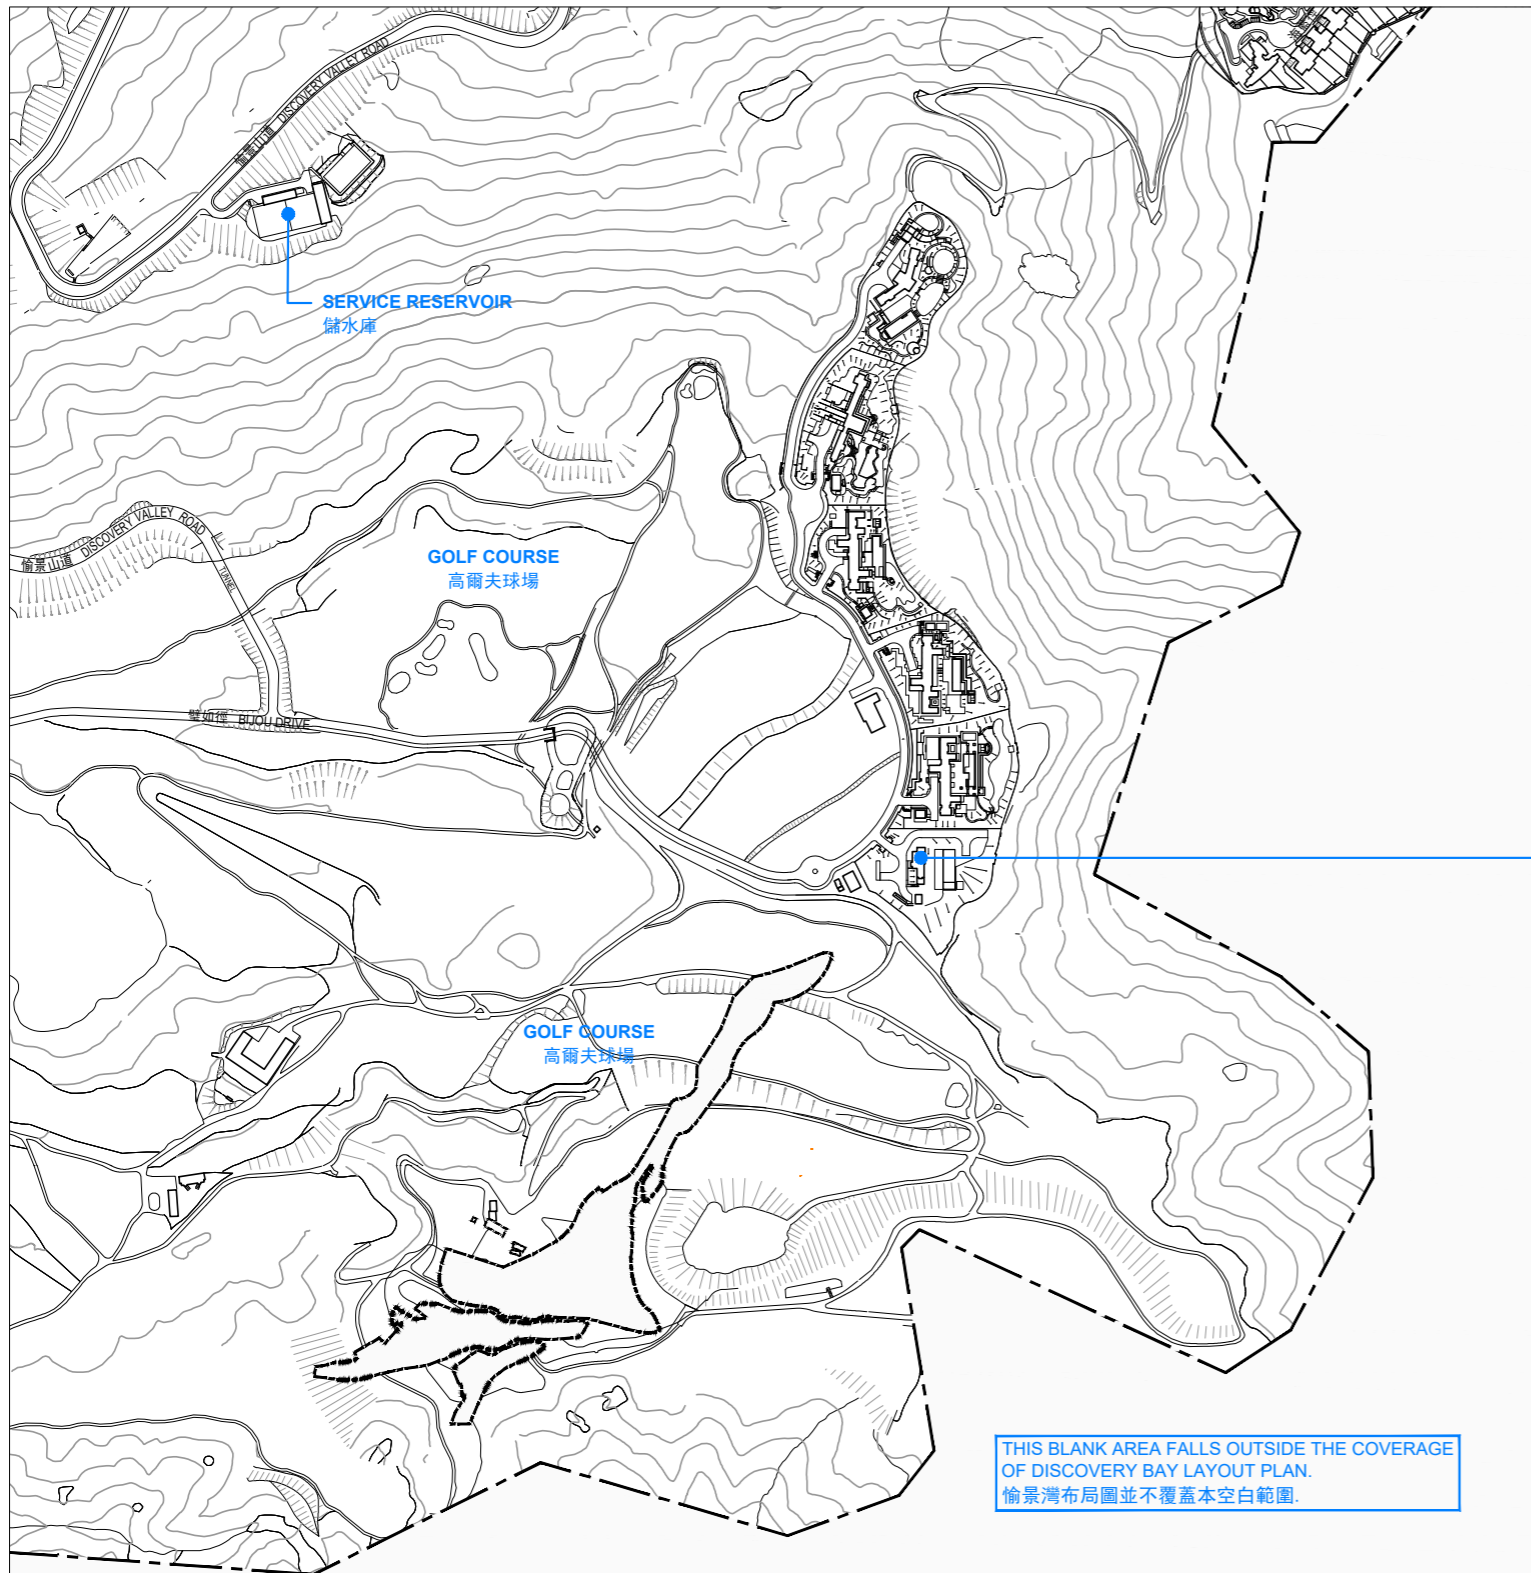 愉景山道 DISCOVERY VALLEY ROAD
SERVICE RESERVOIR
儲水庫
愉景山道 DISCOVERY VALLEY ROAD
TUNNEL
GOLF COURSE
高爾夫球場
璧如徑 BIJOU DRIVE
GOLF COURSE
高爾夫球場
THIS BLANK AREA FALLS OUTSIDE THE COVERAGE
OF DISCOVERY BAY LAYOUT PLAN.
愉景灣布局圖並不覆蓋本空白範圍.